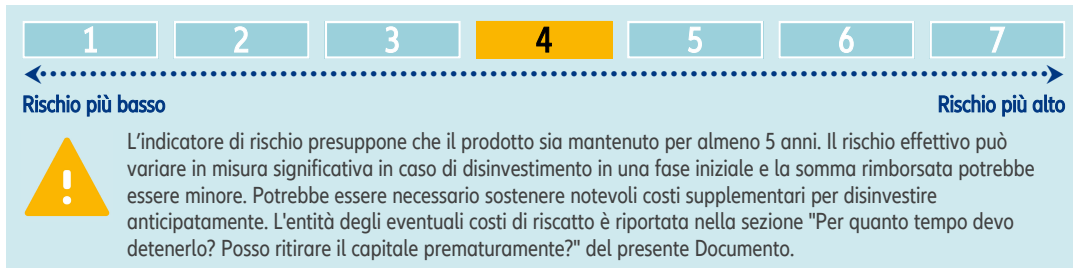 1 2 3 4 5 6 7
Rischio più basso Rischio più alto
L'indicatore di rischio presuppone che il prodotto sia mantenuto per almeno 5 anni. Il rischio effettivo può
variare in misura significativa in caso di disinvestimento in una fase iniziale e la somma rimborsata potrebbe
essere minore. Potrebbe essere necessario sostenere notevoli costi supplementari per disinvestire
anticipatamente. L'entità degli eventuali costi di riscatto è riportata nella sezione "Per quanto tempo devo
detenerlo? Posso ritirare il capitale prematuramente?" del presente Documento.